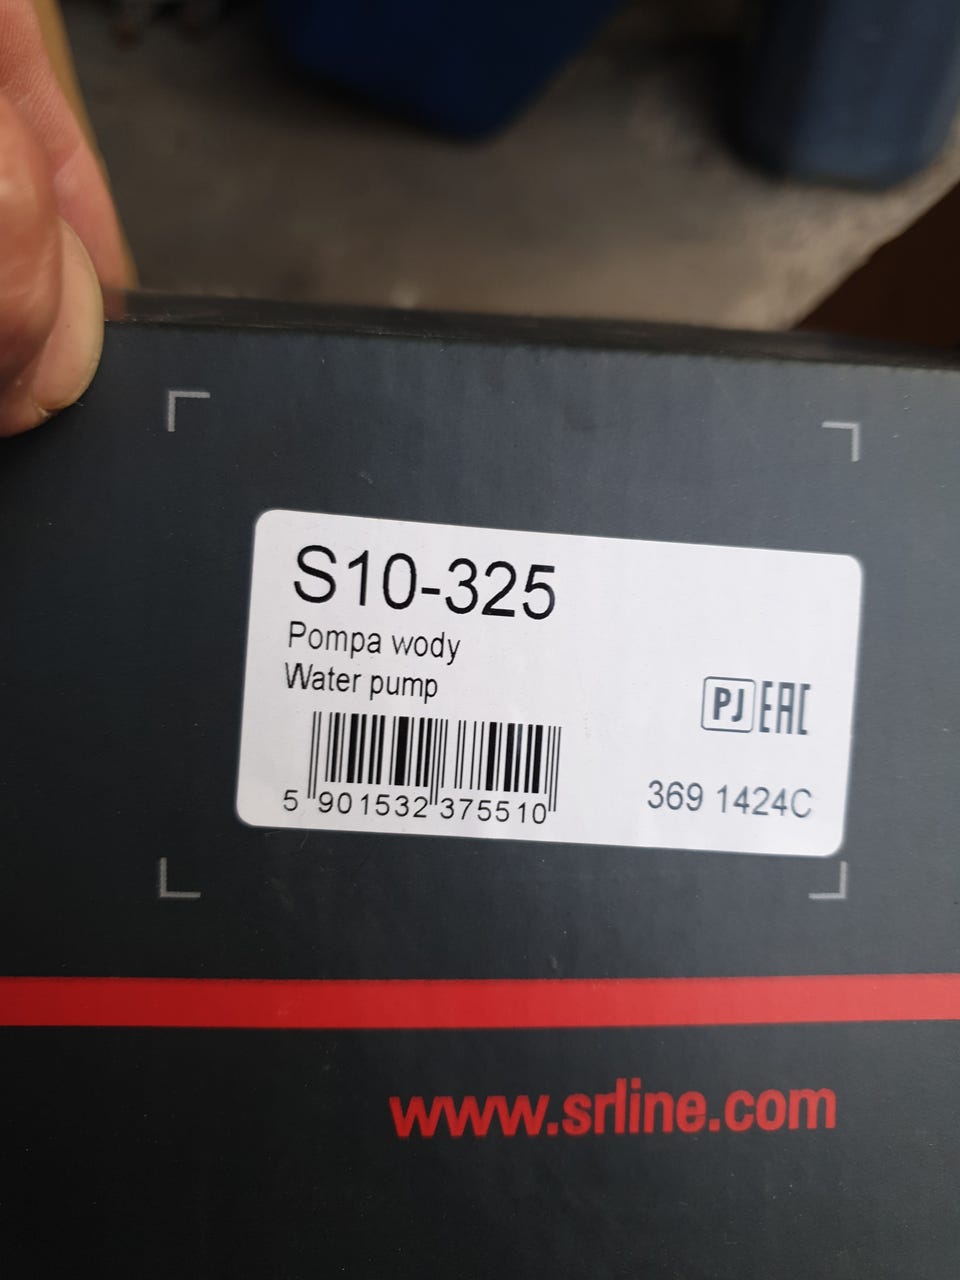 S10-325
Pompa wody
Water pump
PJ EAC
5 901532 375510
369 1424C
www.srline.com